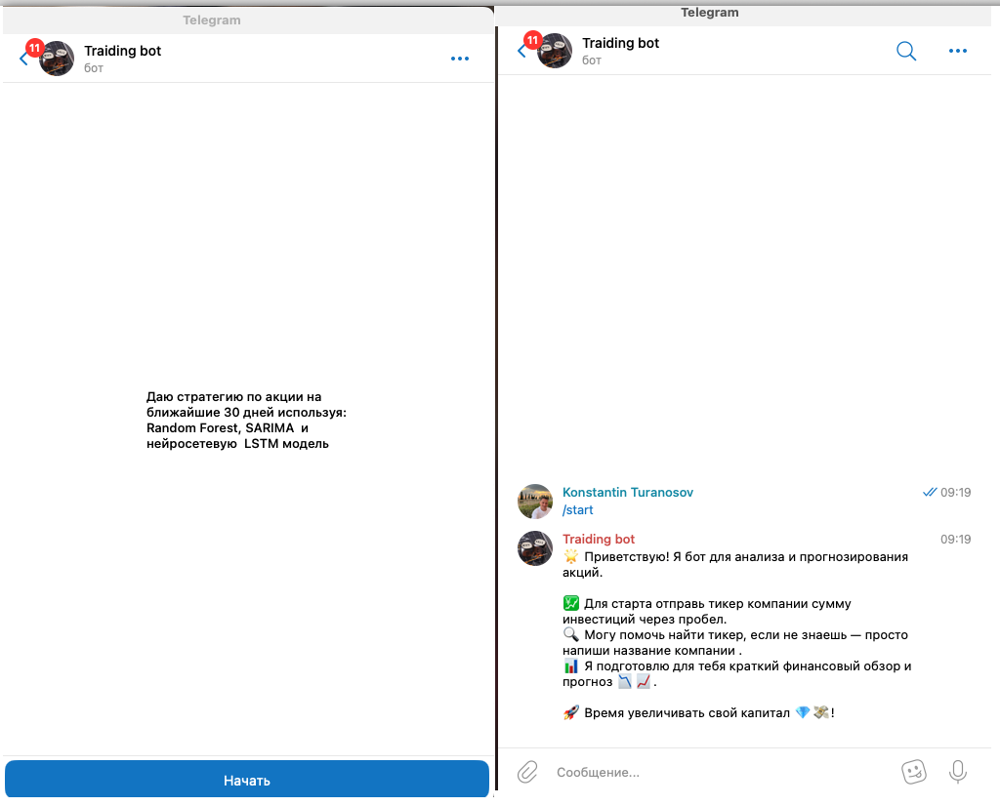 Telegram
11
Traiding bot
бот
Даю стратегию по акции на
ближайшие 30 дней используя:
Random Forest, SARIMA и
нейросетевую LSTM модель
Начать
Telegram
11
Traiding bot
бот
Konstantin Turanosov
09:19
/start
Traiding bot
09:19
🌟 Приветствую! Я бот для анализа и прогнозирования
акций.
💹 Для старта отправь тикер компании сумму
инвестиций через пробел.
🔍 Могу помочь найти тикер, если не знаешь — просто
напиши название компании .
📊 Я подготовлю для тебя краткий финансовый обзор и
прогноз 📉 📈 .
🚀 Время увеличивать свой капитал 💎 💸 !
Сообщение...